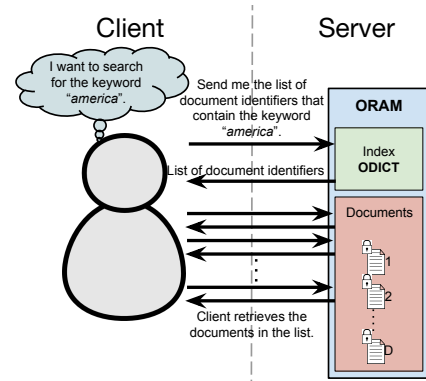 Client
Server
I want to search
for the keyword
“america”.
Send me the list of
document identifiers that
contain the keyword
“america”.
List of document identifiers
ORAM
Index
ODICT
Documents
1
2
D
Client retrieves the
documents in the list.